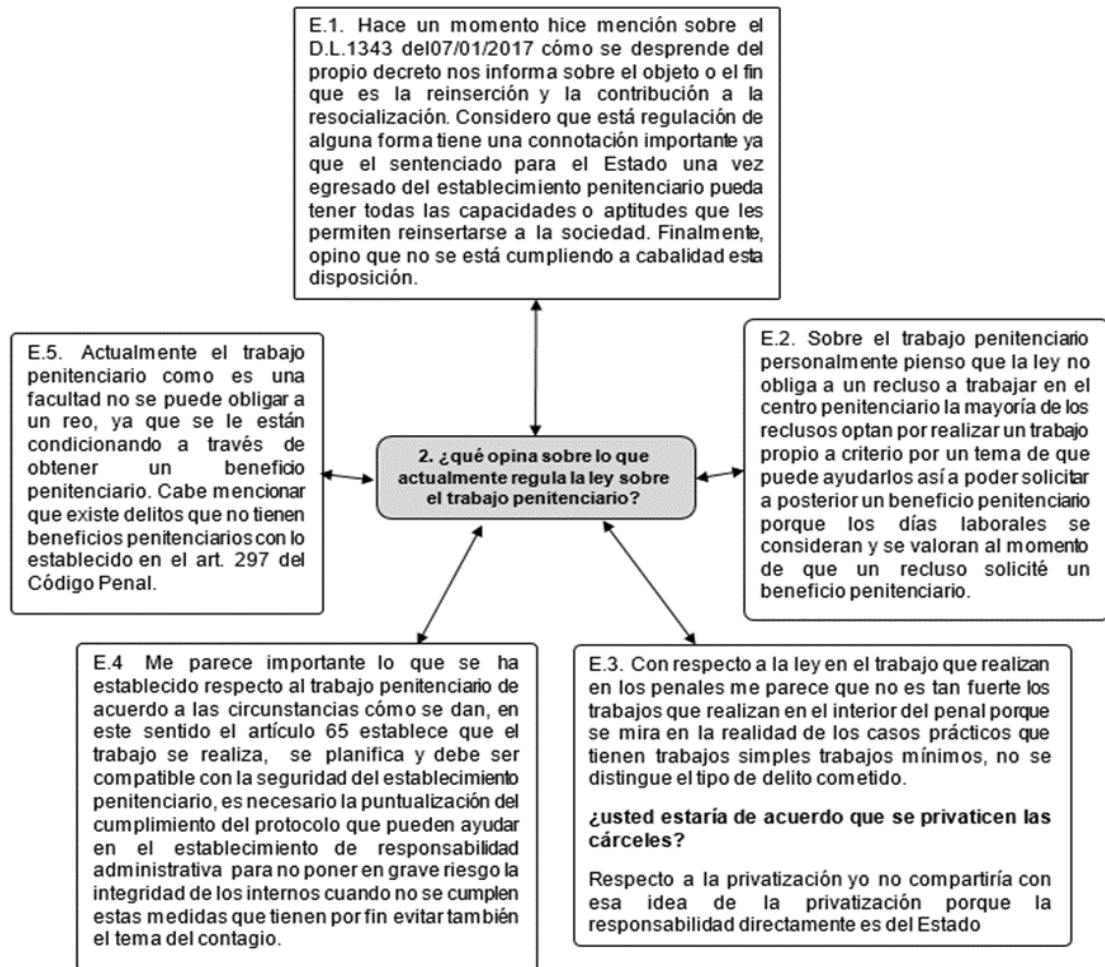 E.1. Hace un momento hice mención sobre el
D.L.1343 del07/01/2017 cómo se desprende del
propio decreto nos informa sobre el objeto o el fin
que es la reinserción y la contribución a la
resocialización. Considero que está regulación de
alguna forma tiene una connotación importante ya
que el sentenciado para el Estado una vez
egresado del establecimiento penitenciario pueda
tener todas las capacidades o aptitudes que les
permiten reinsertarse a la sociedad. Finalmente,
opino que no se está cumpliendo a cabalidad esta
disposición.
E.5. Actualmente el trabajo
penitenciario como es una
facultad no se puede obligar a
un reo, ya que se le están
condicionando a través de
obtener un beneficio
penitenciario. Cabe mencionar
que existe delitos que no tienen
beneficios penitenciarios con lo
establecido en el art. 297 del
Código Penal.
2. ¿qué opina sobre lo que
actualmente regula la ley sobre
el trabajo penitenciario?
E.2. Sobre el trabajo penitenciario
personalmente pienso que la ley no
obliga a un recluso a trabajar en el
centro penitenciario la mayoría de los
reclusos optan por realizar un trabajo
propio a criterio por un tema de que
puede ayudarlos así a poder solicitar
a posterior un beneficio penitenciario
porque los días laborales se
consideran y se valoran al momento
de que un recluso solicité un
beneficio penitenciario.
E.4 Me parece importante lo que se ha
establecido respecto al trabajo penitenciario de
acuerdo a las circunstancias cómo se dan, en
este sentido el artículo 65 establece que el
trabajo se realiza, se planifica y debe ser
compatible con la seguridad del establecimiento
penitenciario, es necesario la puntualización del
cumplimiento del protocolo que pueden ayudar
en el establecimiento de responsabilidad
administrativa para no poner en grave riesgo la
integridad de los internos cuando no se cumplen
estas medidas que tienen por fin evitar también
el tema del contagio.
E.3. Con respecto a la ley en el trabajo que realizan
en los penales me parece que no es tan fuerte los
trabajos que realizan en el interior del penal porque
se mira en la realidad de los casos prácticos que
tienen trabajos simples trabajos mínimos, no se
distingue el tipo de delito cometido.
¿usted estaría de acuerdo que se privaticen las
cárceles?
Respecto a la privatización yo no compartiría con
esa idea de la privatización porque la
responsabilidad directamente es del Estado